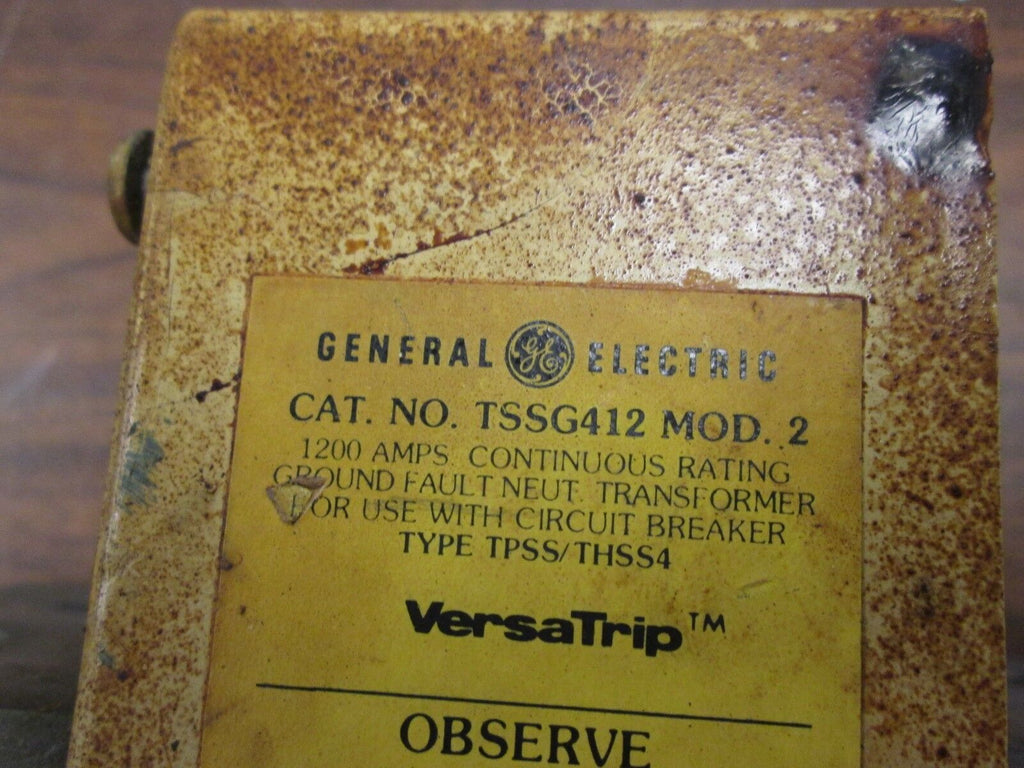 GENERAL GE ELECTRIC
CAT. NO. TSSG412 MOD. 2
1200 AMPS. CONTINUOUS RATING
GROUND FAULT NEUT. TRANSFORMER
FOR USE WITH CIRCUIT BREAKER
TYPE TPSS/THSS4
VersaTrip™
OBSERVE